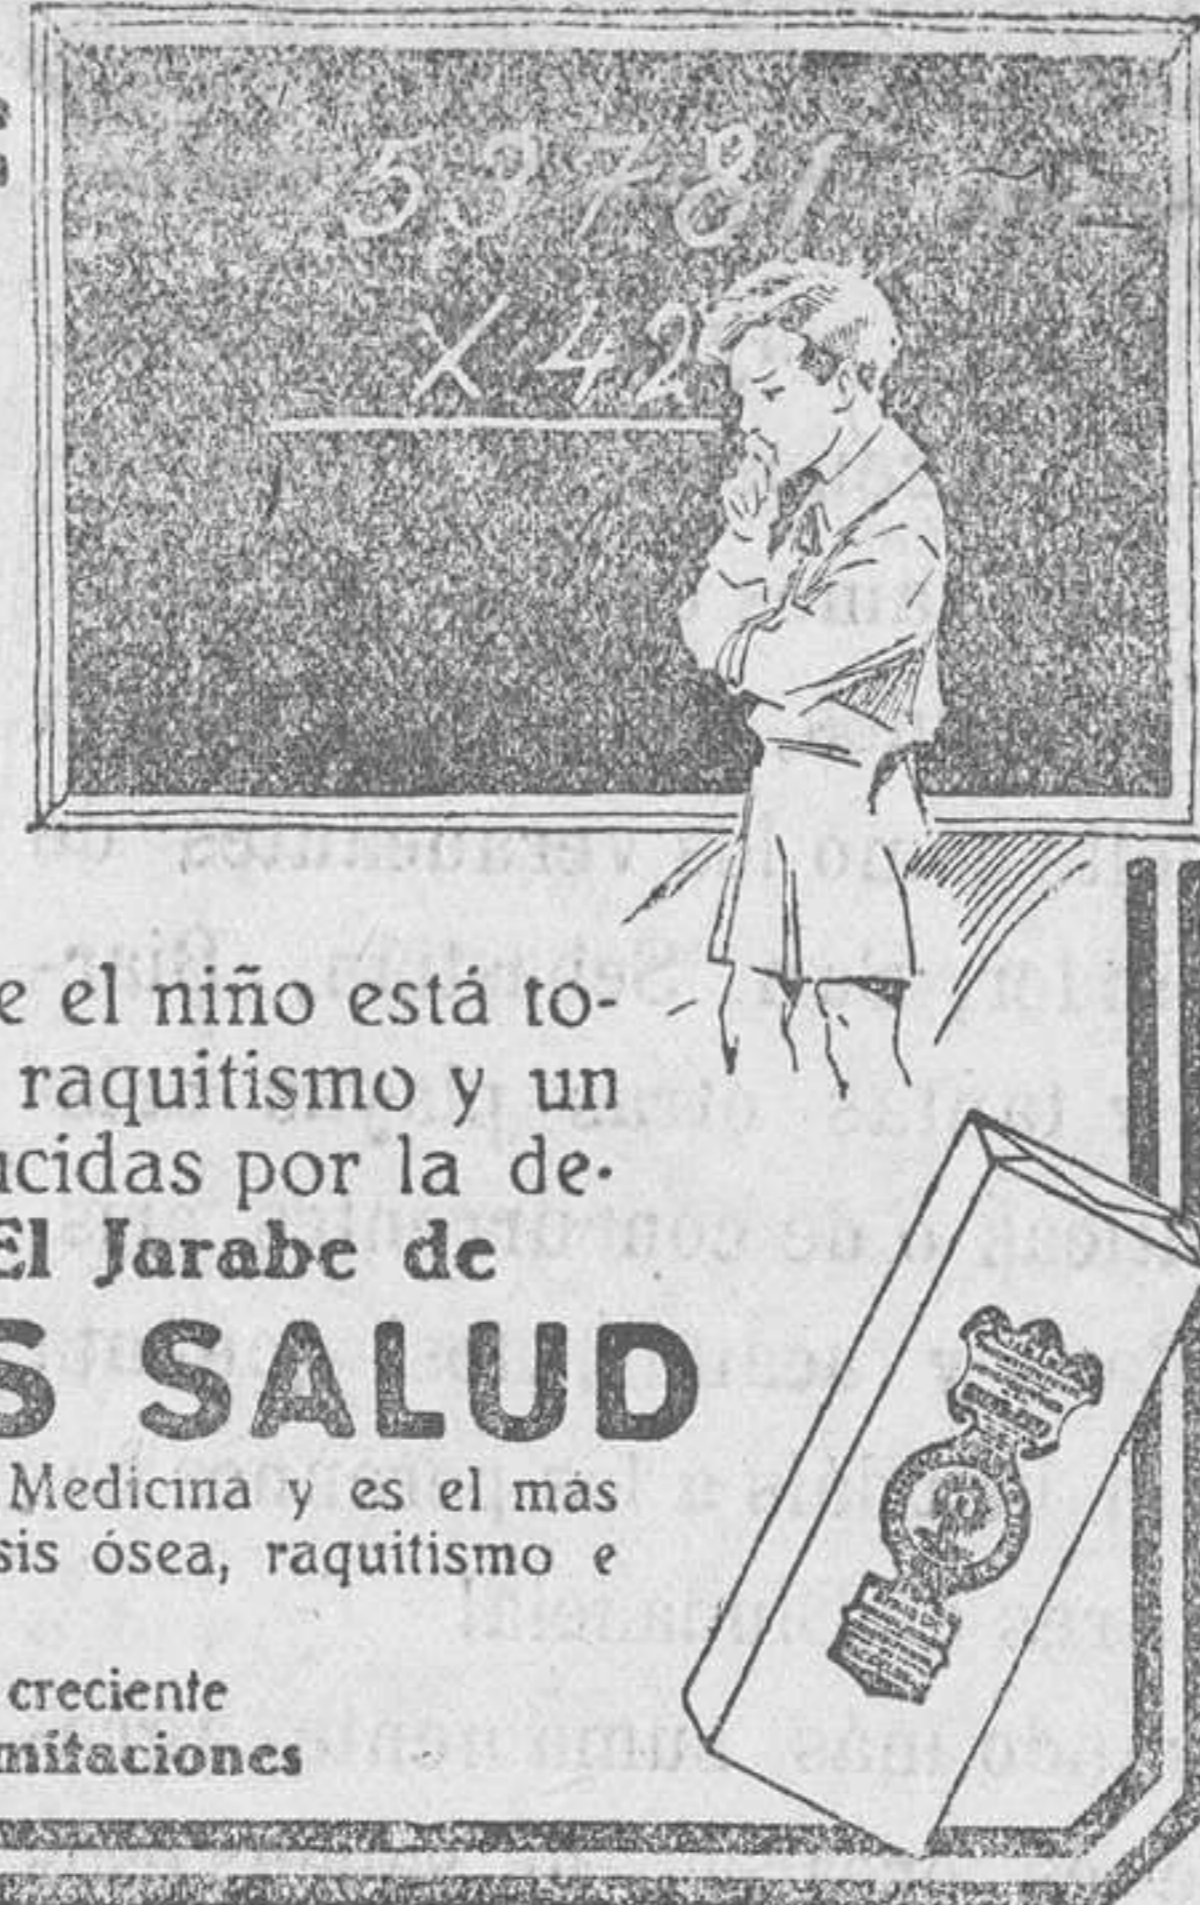 53781
X 42
e el niño está to-
raquitismo y un
ucidas por la de-
El Jarabe de
S SALUD
Medicina y es el más
sis ósea, raquitismo e
creciente
mitaciones